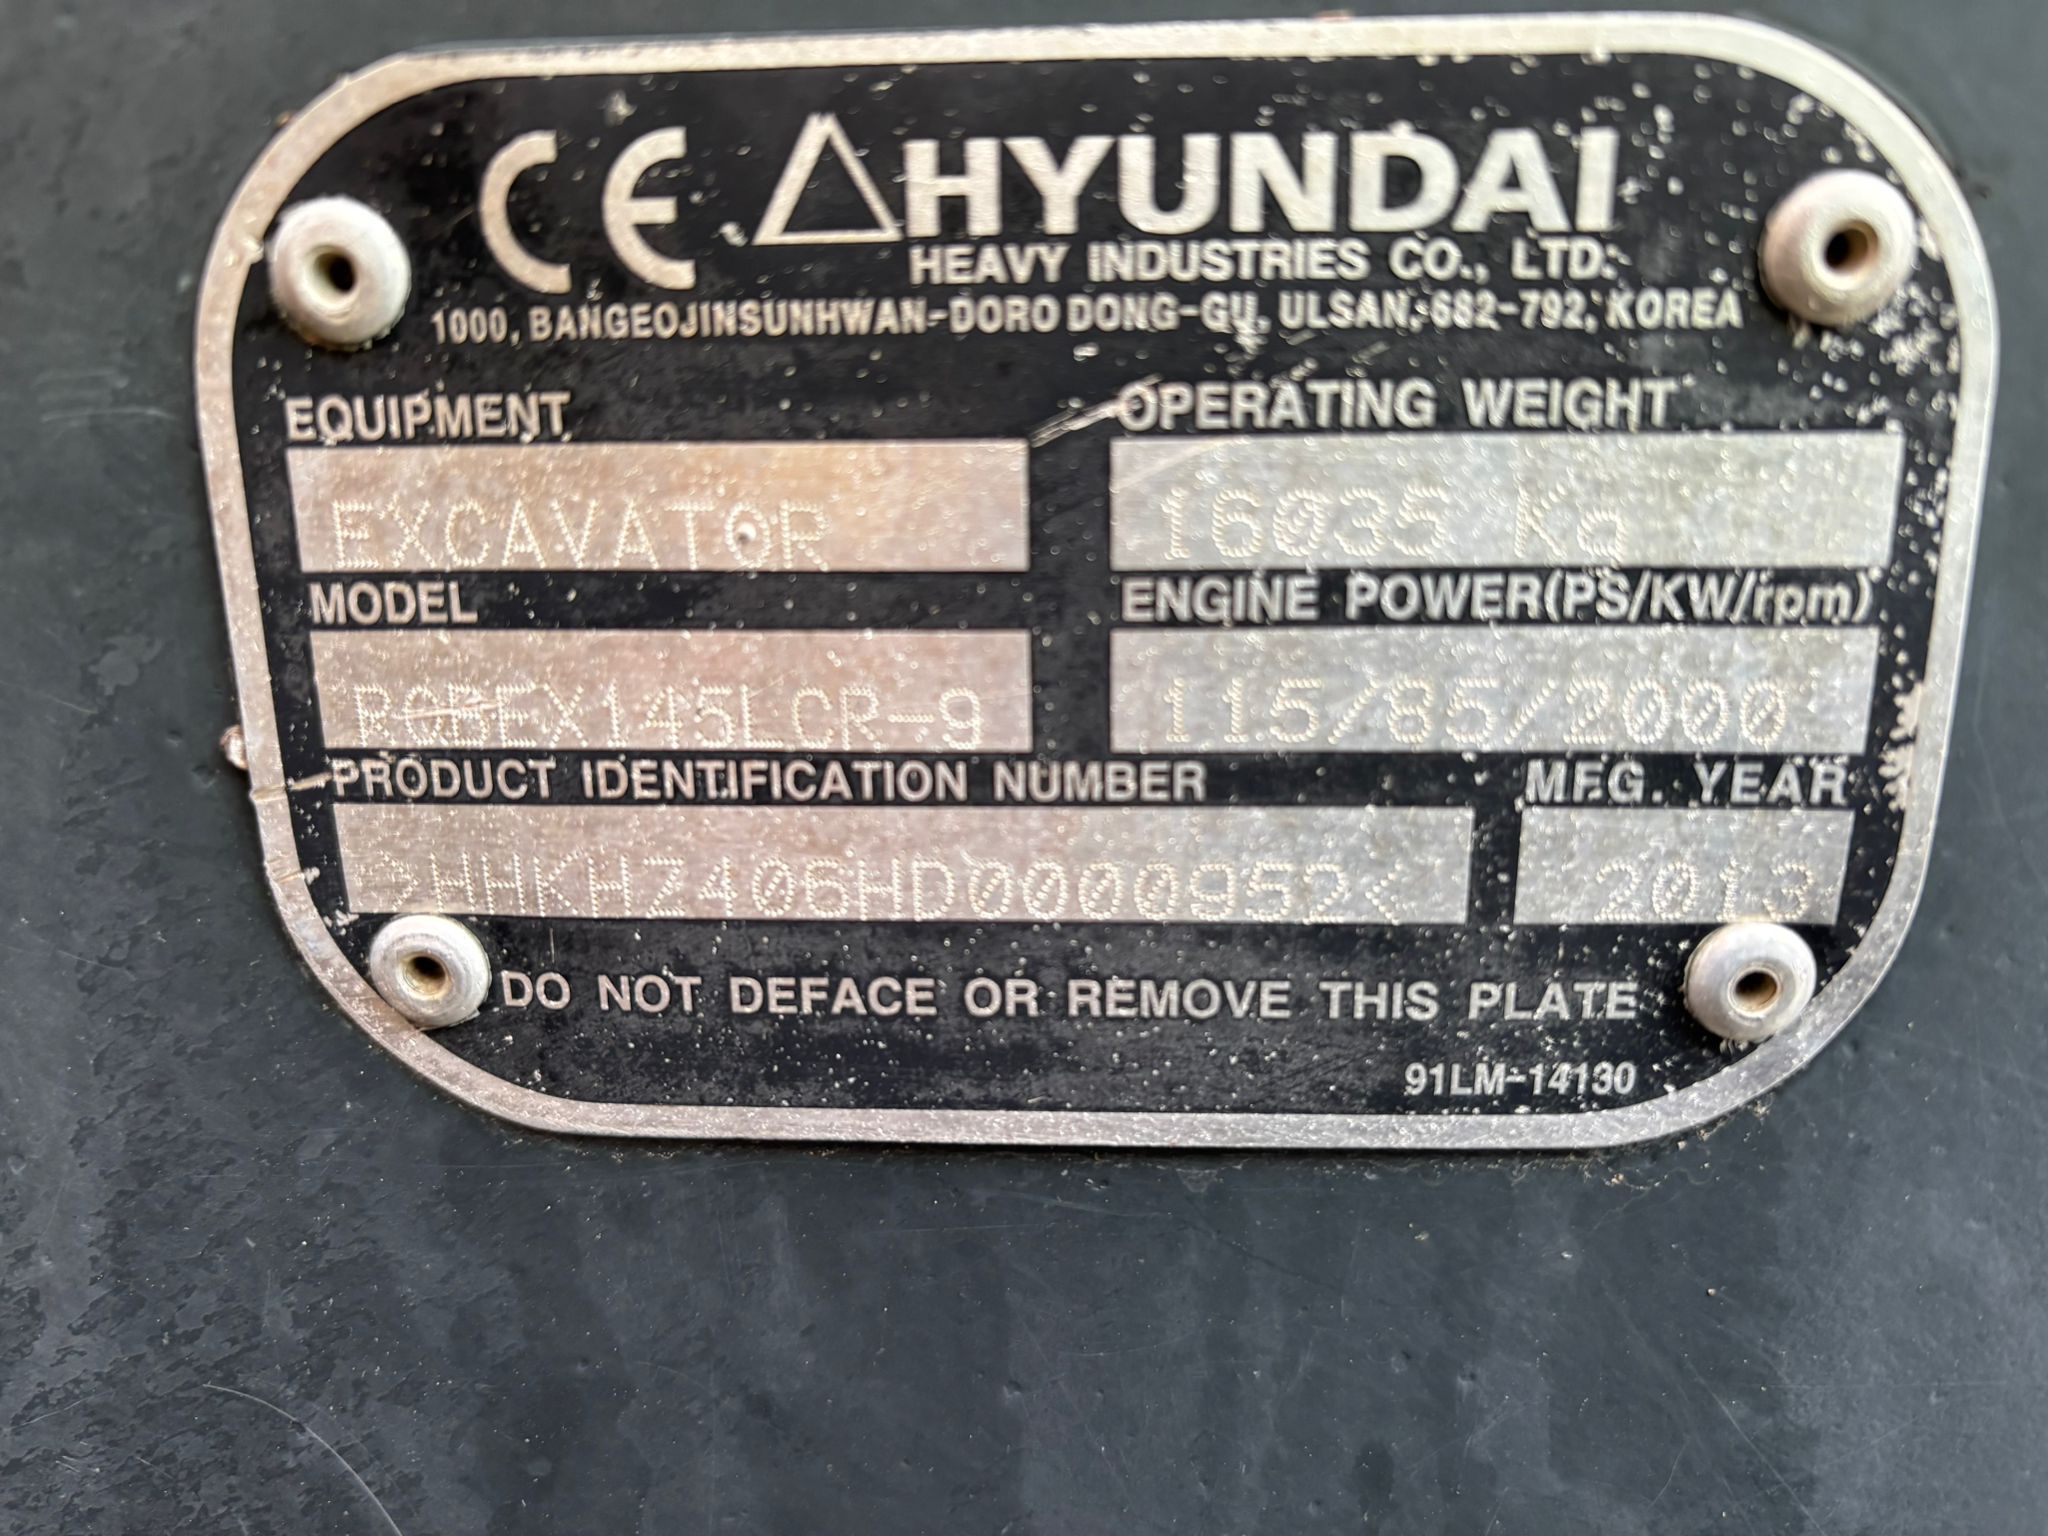 CE HYUNDAI
HEAVY INDUSTRIES CO., LTD.
1000, BANGEOJINSUNHWAN-DORO DONG-GU, ULSAN, 682-792, KOREA
EQUIPMENT OPERATING WEIGHT
EXCAVATOR 16035 Kg
MODEL ENGINE POWER(PS/KW/rpm)
ROBEX145LCR-9 115/85/2000
PRODUCT IDENTIFICATION NUMBER MFG. YEAR
>HHKHZ406HD0000952< 2013
DO NOT DEFACE OR REMOVE THIS PLATE
91LM-14130